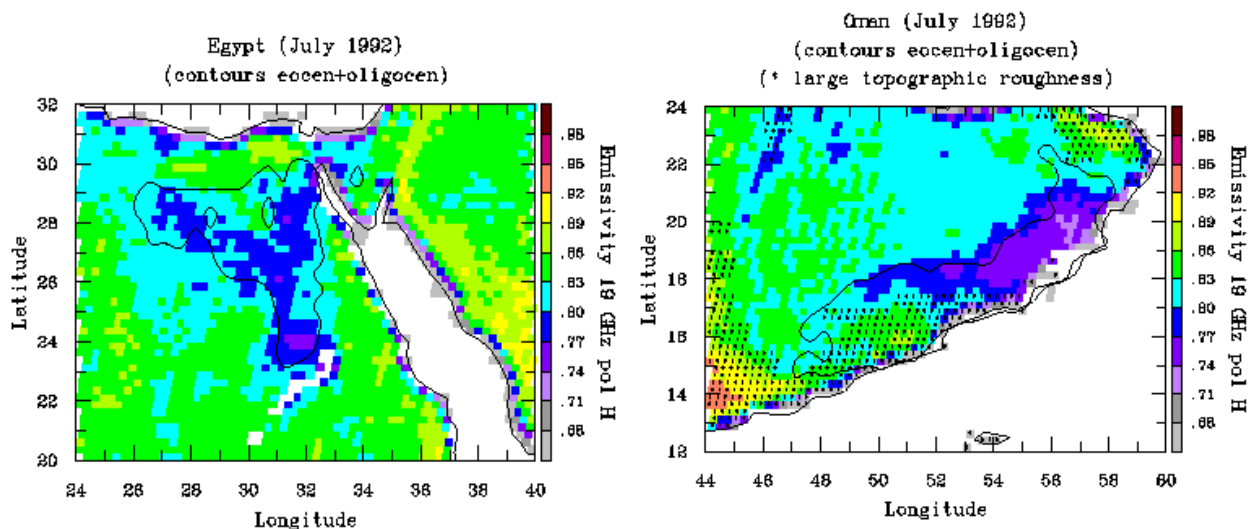 Egypt (July 1992)
(contours eocen+oligocen)
32
30
28
26
24
22
20
Latitude
24 26 28 30 32 34 36 38 40
Longitude
.98
.95
.92
.89
.86
.83
.80
.77
.74
.71
.68
Emissivity 19 GHz pol H
Oman (July 1992)
(contours eocen+oligocen)
(* large topographic roughness)
24
22
20
18
16
14
12
Latitude
44 46 48 50 52 54 56 58 60
Longitude
.98
.95
.92
.89
.86
.83
.80
.77
.74
.71
.68
Emissivity 19 GHz pol H